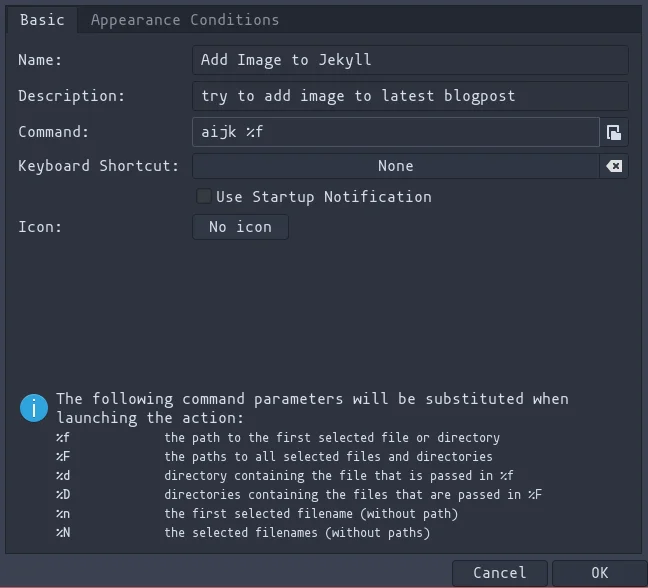 Basic Appearance Conditions
Name: Add Image to Jekyll
Description: try to add image to latest blogpost
Command: aijk %f
Keyboard Shortcut: None
Use Startup Notification
Icon: No icon
The following command parameters will be substituted when
launching the action:
%f the path to the first selected file or directory
%F the paths to all selected files and directories
%d directory containing the file that is passed in %f
%D directories containing the files that are passed in %F
%n the first selected filename (without path)
%N the selected filenames (without paths)
Cancel OK